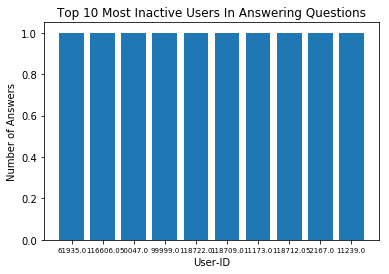 Top 10 Most Inactive Users In Answering Questions
1.0
0.8
0.6
0.4
0.2
0.0
Number of Answers
61935.0 116606.0 50047.0 99999.0 118722.0 118709.0 11173.0 118712.0 52167.0 11239.0
User-ID